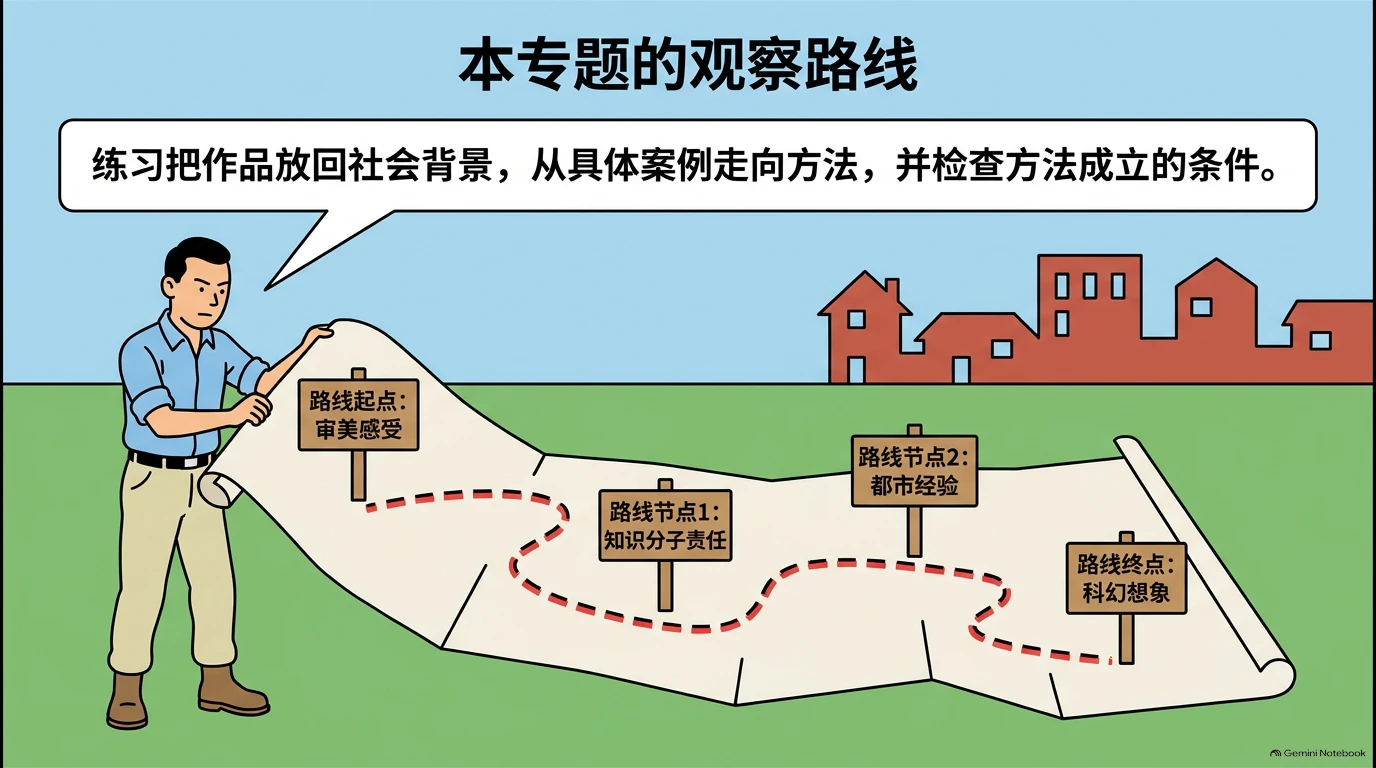 本专题的观察路线
练习把作品放回社会背景，从具体案例走向方法，并检查方法成立的条件。
路线起点：
审美感受
路线节点1：
知识分子责任
路线节点2：
都市经验
路线终点：
科幻想象
Gemini Notebook